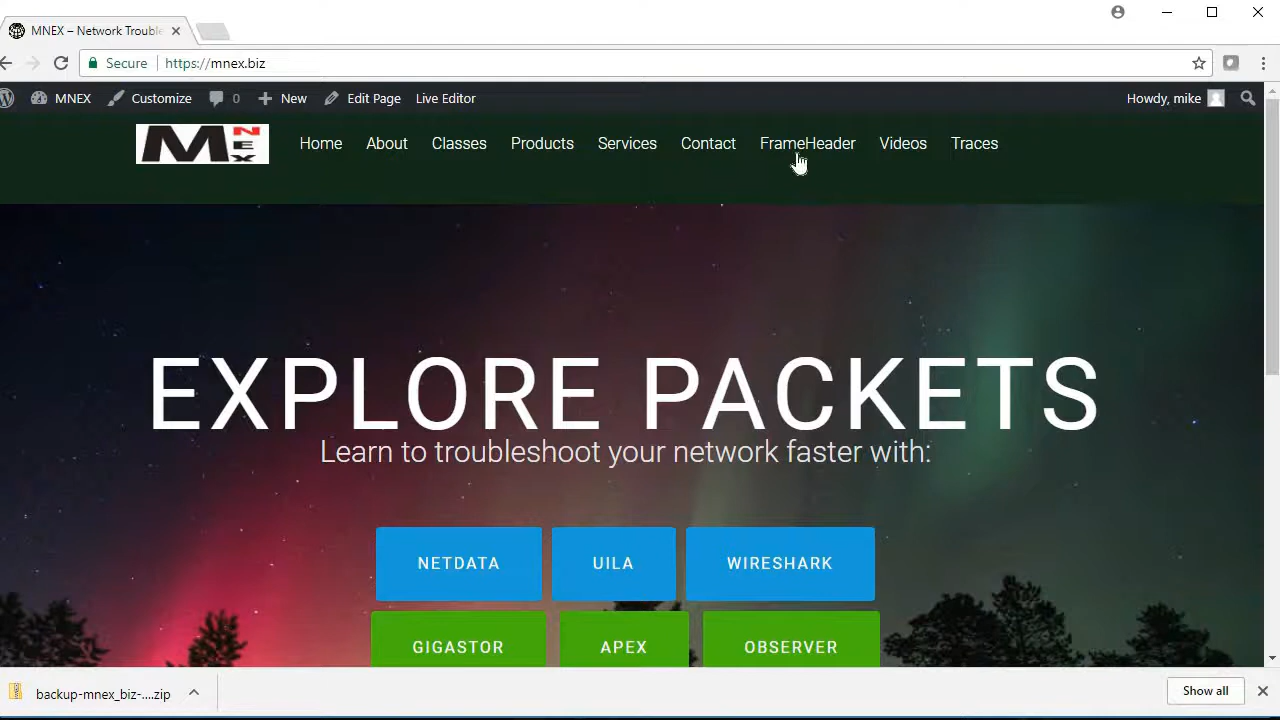 MNEX – Network Trouble
Secure https://mnex.biz
MNEX Customize 0 New Edit Page Live Editor Howdy, mike
MNEX Home About Classes Products Services Contact FrameHeader Videos Traces
EXPLORE PACKETS
Learn to troubleshoot your network faster with:
NETDATA UILA WIRESHARK
GIGASTOR APEX OBSERVER
backup-mnex_biz-....zip Show all